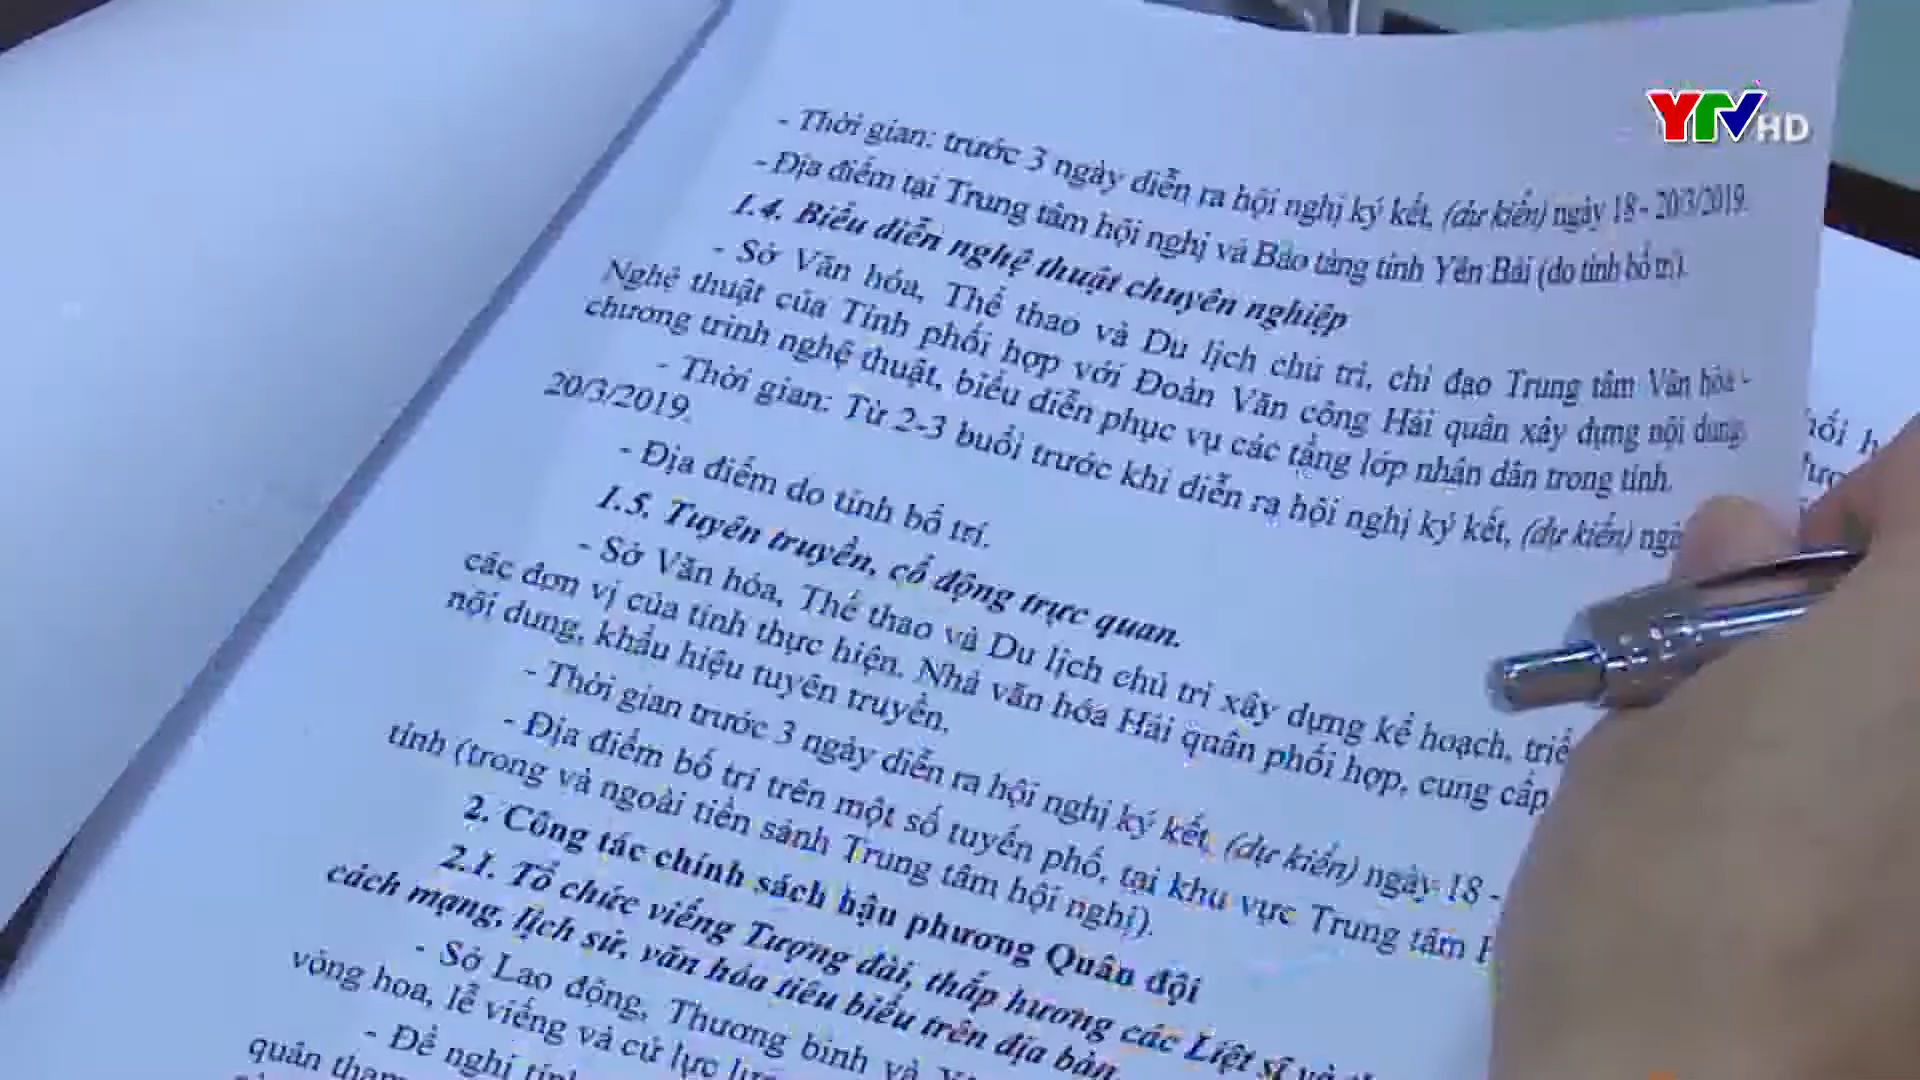 YTV HD
- Thời gian: trước 3 ngày diễn ra hội nghị ký kết, (dự kiến) ngày 18 - 20/3/2019.
- Địa điểm tại Trung tâm hội nghị và Bảo tàng tỉnh Yên Bái (do tỉnh bố trí).
1.4. Biểu diễn nghệ thuật chuyên nghiệp
- Sở Văn hóa, Thể thao và Du lịch chủ trì, chỉ đạo Trung tâm Văn hóa -
Nghệ thuật của Tỉnh phối hợp với Đoàn Văn công Hải quân xây dựng nội dung,
chương trình nghệ thuật, biểu diễn phục vụ các tầng lớp nhân dân trong tỉnh.
- Thời gian: Từ 2-3 buổi trước khi diễn ra hội nghị ký kết, (dự kiến)
20/3/2019.
- Địa điểm do tỉnh bố trí.
1.5. Tuyên truyền, cổ động trực quan.
- Sở Văn hóa, Thể thao và Du lịch chủ trì xây dựng kế hoạch,
các đơn vị của tỉnh thực hiện. Nhà văn hóa Hải quân phối hợp, cung cấp
nội dung, khẩu hiệu tuyên truyền.
- Thời gian trước 3 ngày diễn ra hội nghị ký kết, (dự kiến) ngày 18 -
- Địa điểm bố trí trên một số tuyến phố, tại khu vực Trung tâm
tỉnh (trong và ngoài tiền sảnh Trung tâm hội nghị).
2. Công tác chính sách hậu phương Quân đội
2.1. Tổ chức viếng Tượng đài, thắp hương các Liệt sĩ và
cách mạng, lịch sử, văn hóa tiêu biểu trên địa bàn.
- Sở Lao động, Thương binh và
vòng hoa, lễ viếng và cử lực
- Đề nghị
quân